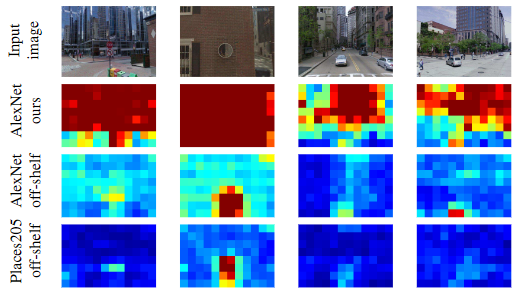 Input
image
AlexNet
ours
AlexNet
off-shelf
Places205
off-shelf